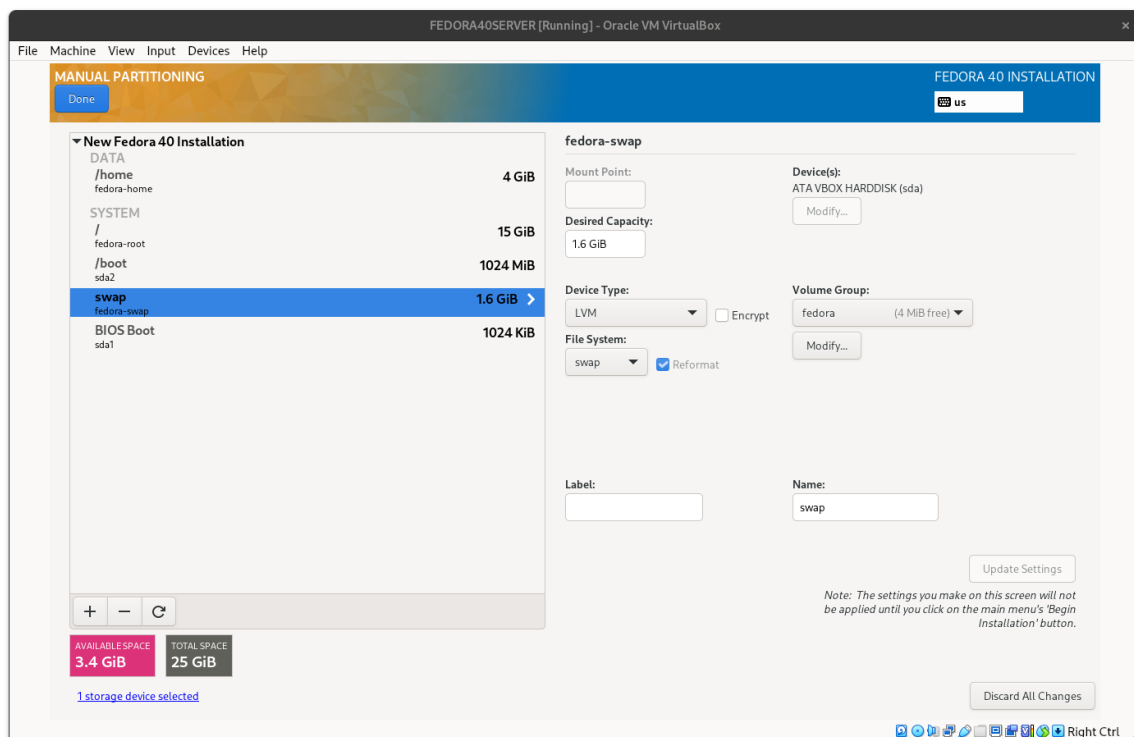 FEDORA40SERVER [Running] - Oracle VM VirtualBox
File Machine View Input Devices Help
MANUAL PARTITIONING
Done
FEDORA 40 INSTALLATION
us
New Fedora 40 Installation
DATA
/home
fedora-home
4 GiB
SYSTEM
/
fedora-root
15 GiB
/boot
sda2
1024 MiB
swap
fedora-swap
1.6 GiB
BIOS Boot
sda1
1024 KiB
AVAILABLE SPACE
3.4 GiB
TOTAL SPACE
25 GiB
1 storage device selected
fedora-swap
Mount Point:
Desired Capacity:
1.6 GiB
Device(s):
ATA VBOX HARDDISK (sda)
Modify...
Device Type:
LVM
Encrypt
File System:
swap
Reformat
Volume Group:
fedora (4 MiB free)
Modify...
Label:
Name:
swap
Update Settings
Note: The settings you make on this screen will not
be applied until you click on the main menu's 'Begin
Installation' button.
Discard All Changes
Right Ctrl